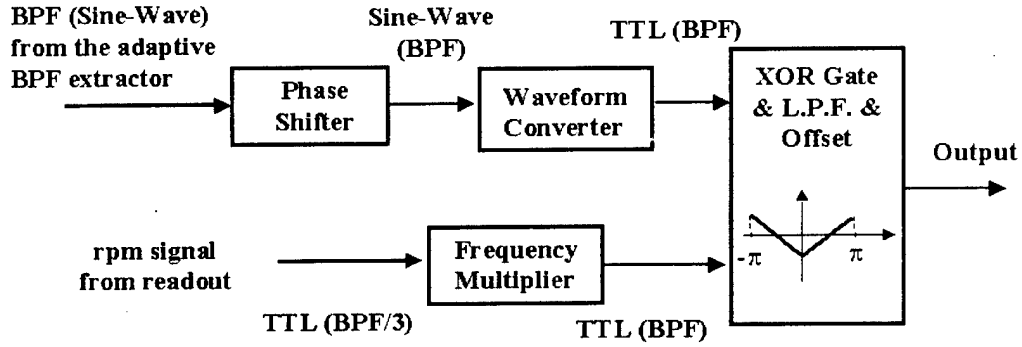 BPF (Sine-Wave)
from the adaptive
BPF extractor
Phase
Shifter
Sine-Wave
(BPF)
Waveform
Converter
TTL (BPF)
XOR Gate
& L.P.F. &
Offset
-π
π
Output
rpm signal
from readout
TTL (BPF/3)
Frequency
Multiplier
TTL (BPF)